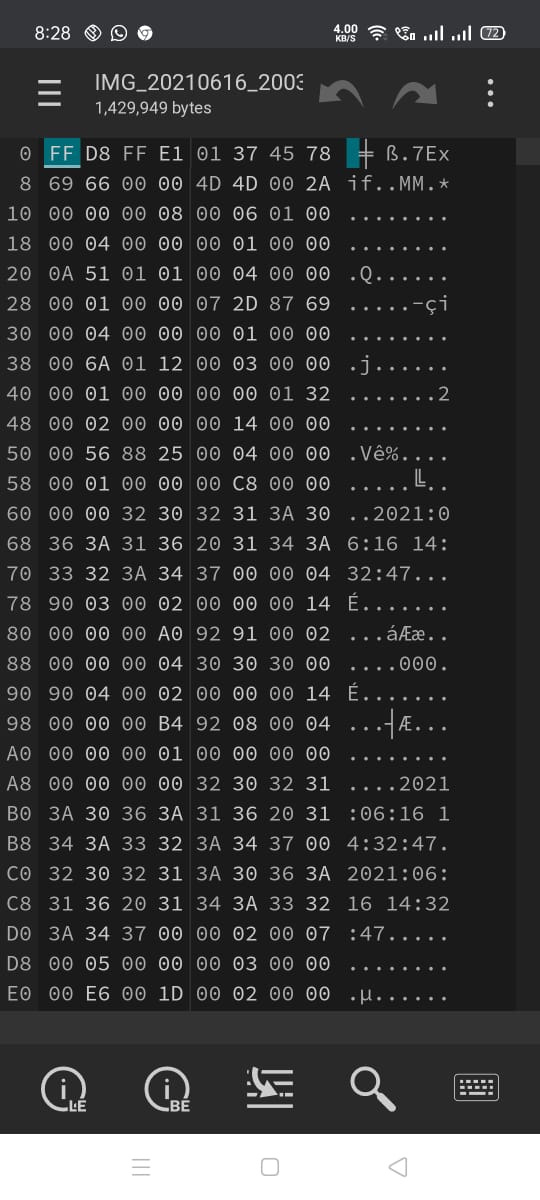 8:28 4.00 KB/S 72
IMG_20210616_2003
1,429,949 bytes
0 FF D8 FF E1 01 37 45 78 ╪ ß.7Ex
8 69 66 00 00 4D 4D 00 2A if..MM.*
10 00 00 00 08 00 06 01 00 ........
18 00 04 00 00 00 01 00 00 ........
20 0A 51 01 01 00 04 00 00 .Q......
28 00 01 00 00 07 2D 87 69 .....-çi
30 00 04 00 00 00 01 00 00 ........
38 00 6A 01 12 00 03 00 00 .j......
40 00 01 00 00 00 00 01 32 .......2
48 00 02 00 00 00 14 00 00 ........
50 00 56 88 25 00 04 00 00 .Vê%....
58 00 01 00 00 00 C8 00 00 .....╚..
60 00 00 32 30 32 31 3A 30 ..2021:0
68 36 3A 31 36 20 31 34 3A 6:16 14:
70 33 32 3A 34 37 00 00 04 32:47...
78 90 03 00 02 00 00 00 14 É.......
80 00 00 00 A0 92 91 00 02 ...áÆæ..
88 00 00 00 04 30 30 30 00 ....000.
90 90 04 00 02 00 00 00 14 É.......
98 00 00 00 B4 92 08 00 04 ...┤Æ...
A0 00 00 00 01 00 00 00 00 ........
A8 00 00 00 00 32 30 32 31 ....2021
B0 3A 30 36 3A 31 36 20 31 :06:16 1
B8 34 3A 33 32 3A 34 37 00 4:32:47.
C0 32 30 32 31 3A 30 36 3A 2021:06:
C8 31 36 20 31 34 3A 33 32 16 14:32
D0 3A 34 37 00 00 02 00 07 :47.....
D8 00 05 00 00 00 03 00 00 ........
E0 00 E6 00 1D 00 02 00 00 .µ......
LE BE